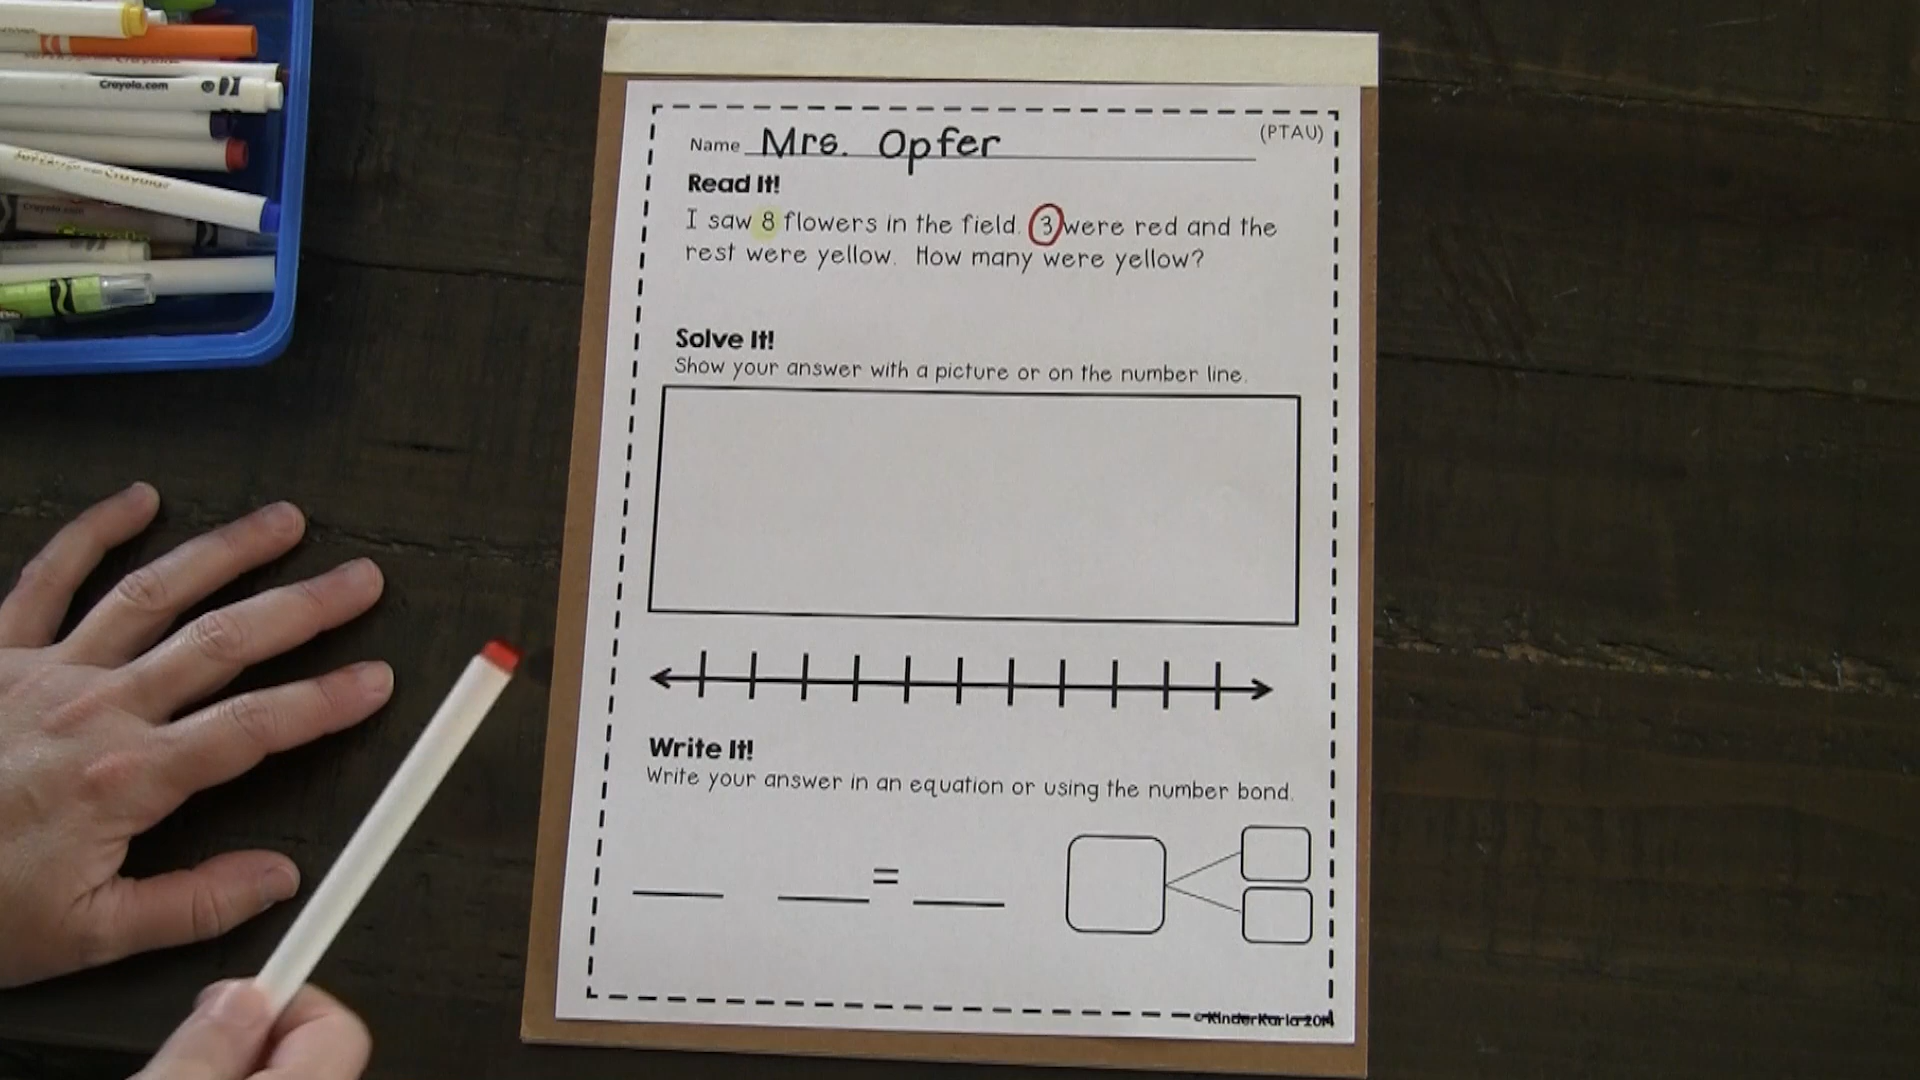 Crayola.com
Name Mrs. Opfer
(PTAU)
Read It!
I saw 8 flowers in the field. 3 were red and the
rest were yellow. How many were yellow?
Solve It!
Show your answer with a picture or on the number line.
Write It!
Write your answer in an equation or using the number bond.
=
© KinderKarla 2014